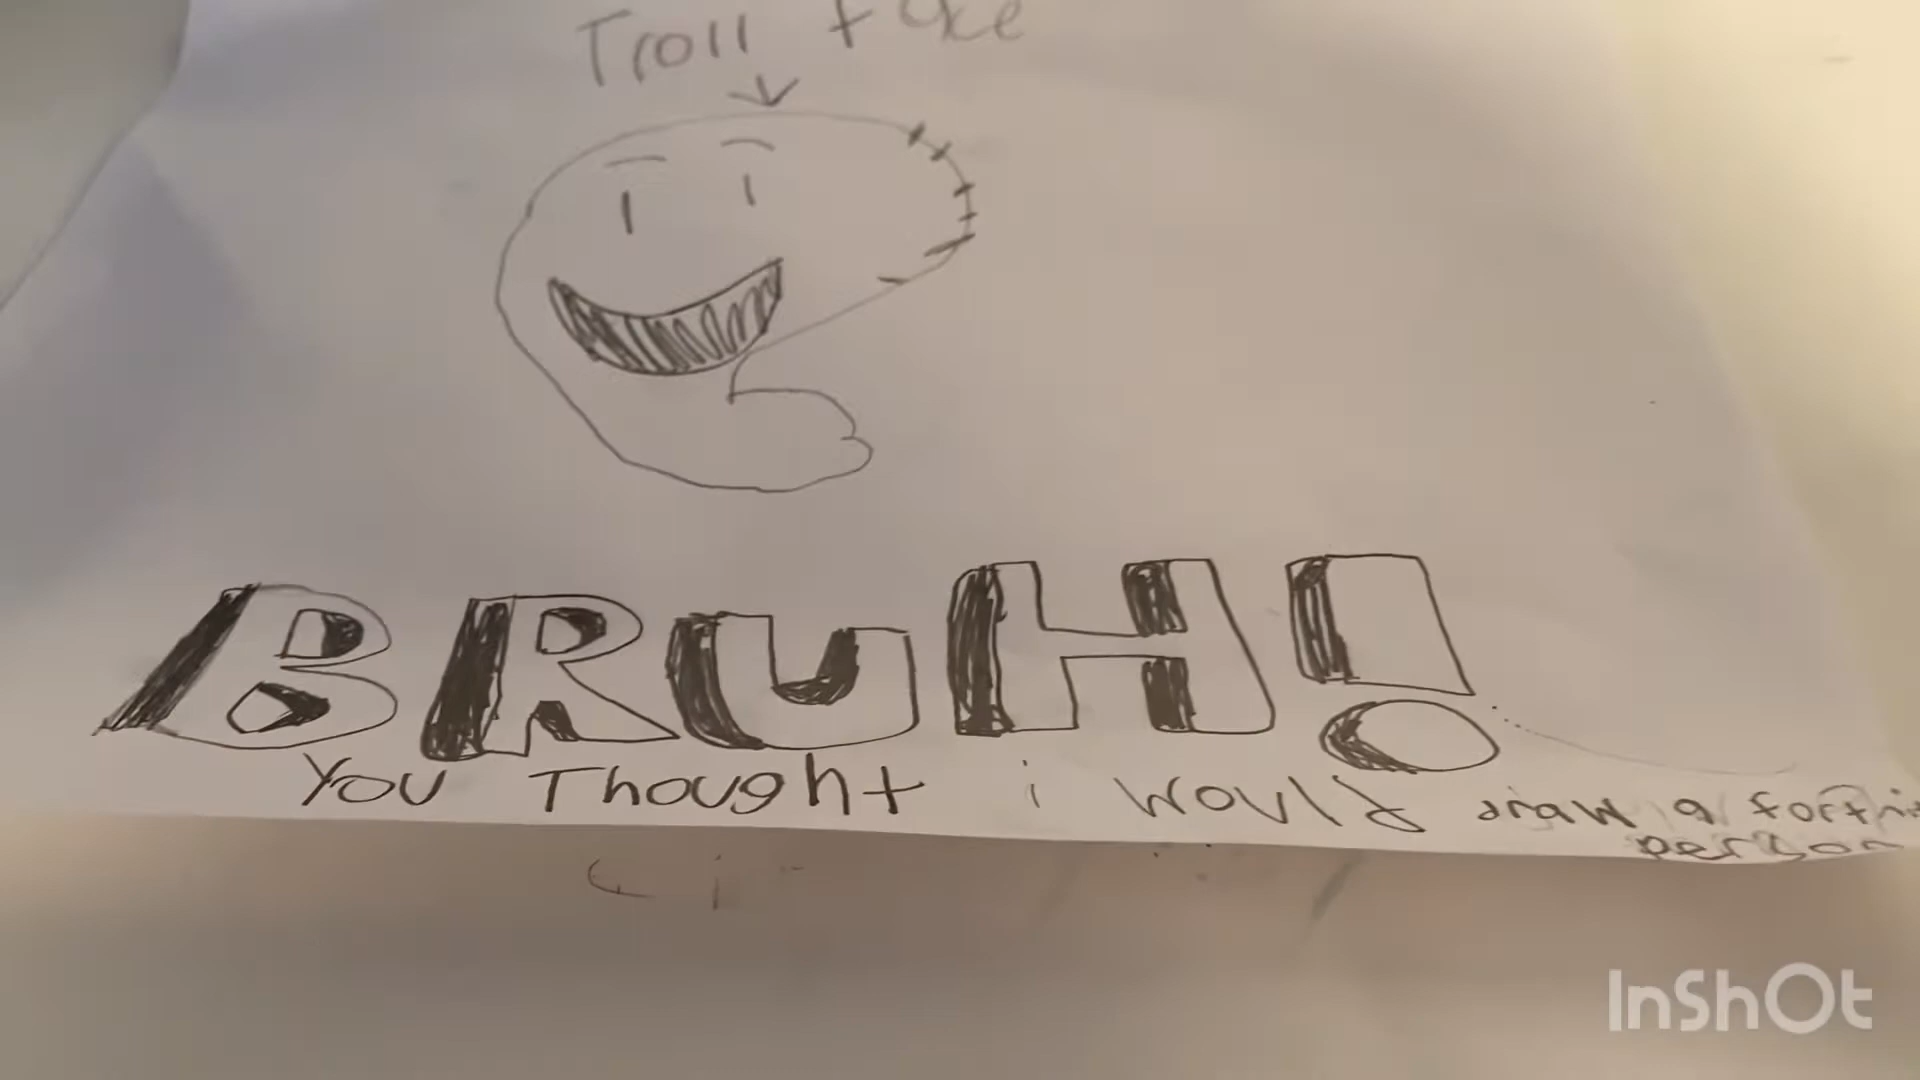 Troll face
BRUH!
You Thought i would draw a fortni
person
InShOt